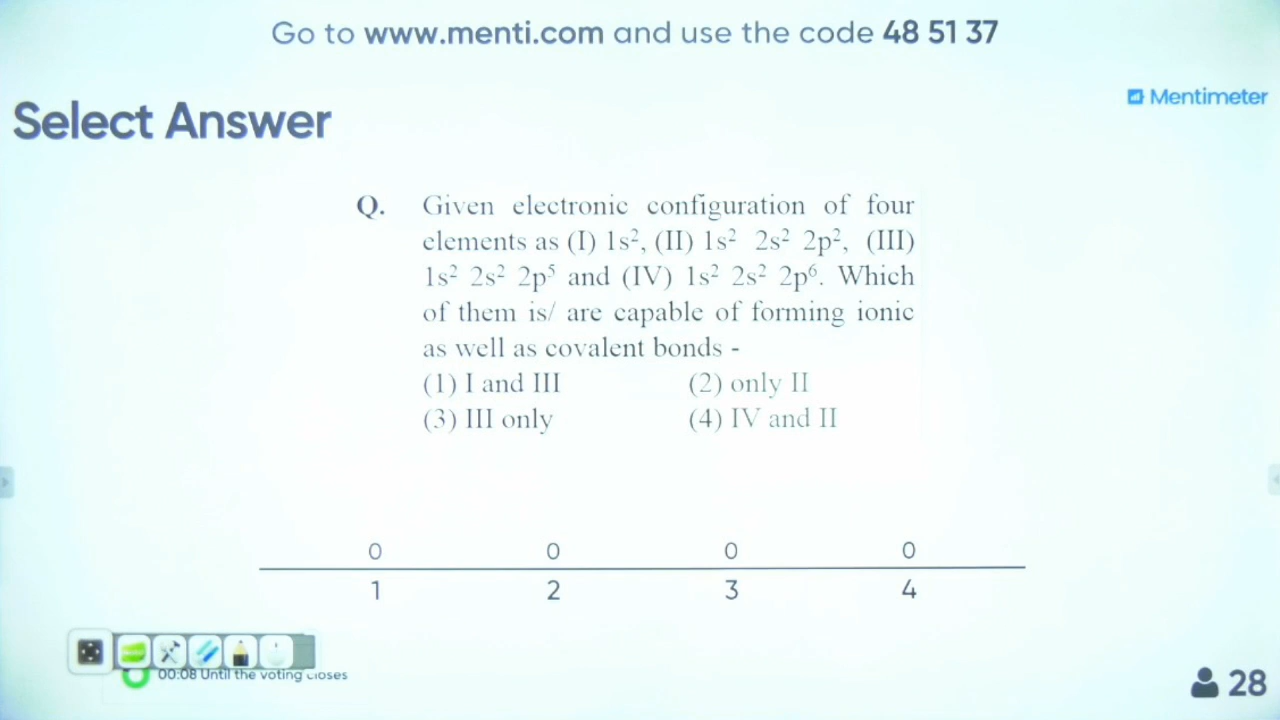 Go to www.menti.com and use the code 48 51 37
Mentimeter
Select Answer
Q. Given electronic configuration of four
elements as (I) 1s², (II) 1s² 2s² 2p², (III)
1s² 2s² 2p⁵ and (IV) 1s² 2s² 2p⁶. Which
of them is/ are capable of forming ionic
as well as covalent bonds -
(1) I and III (2) only II
(3) III only (4) IV and II
0 0 0 0
1 2 3 4
00:08 Until the voting closes
28